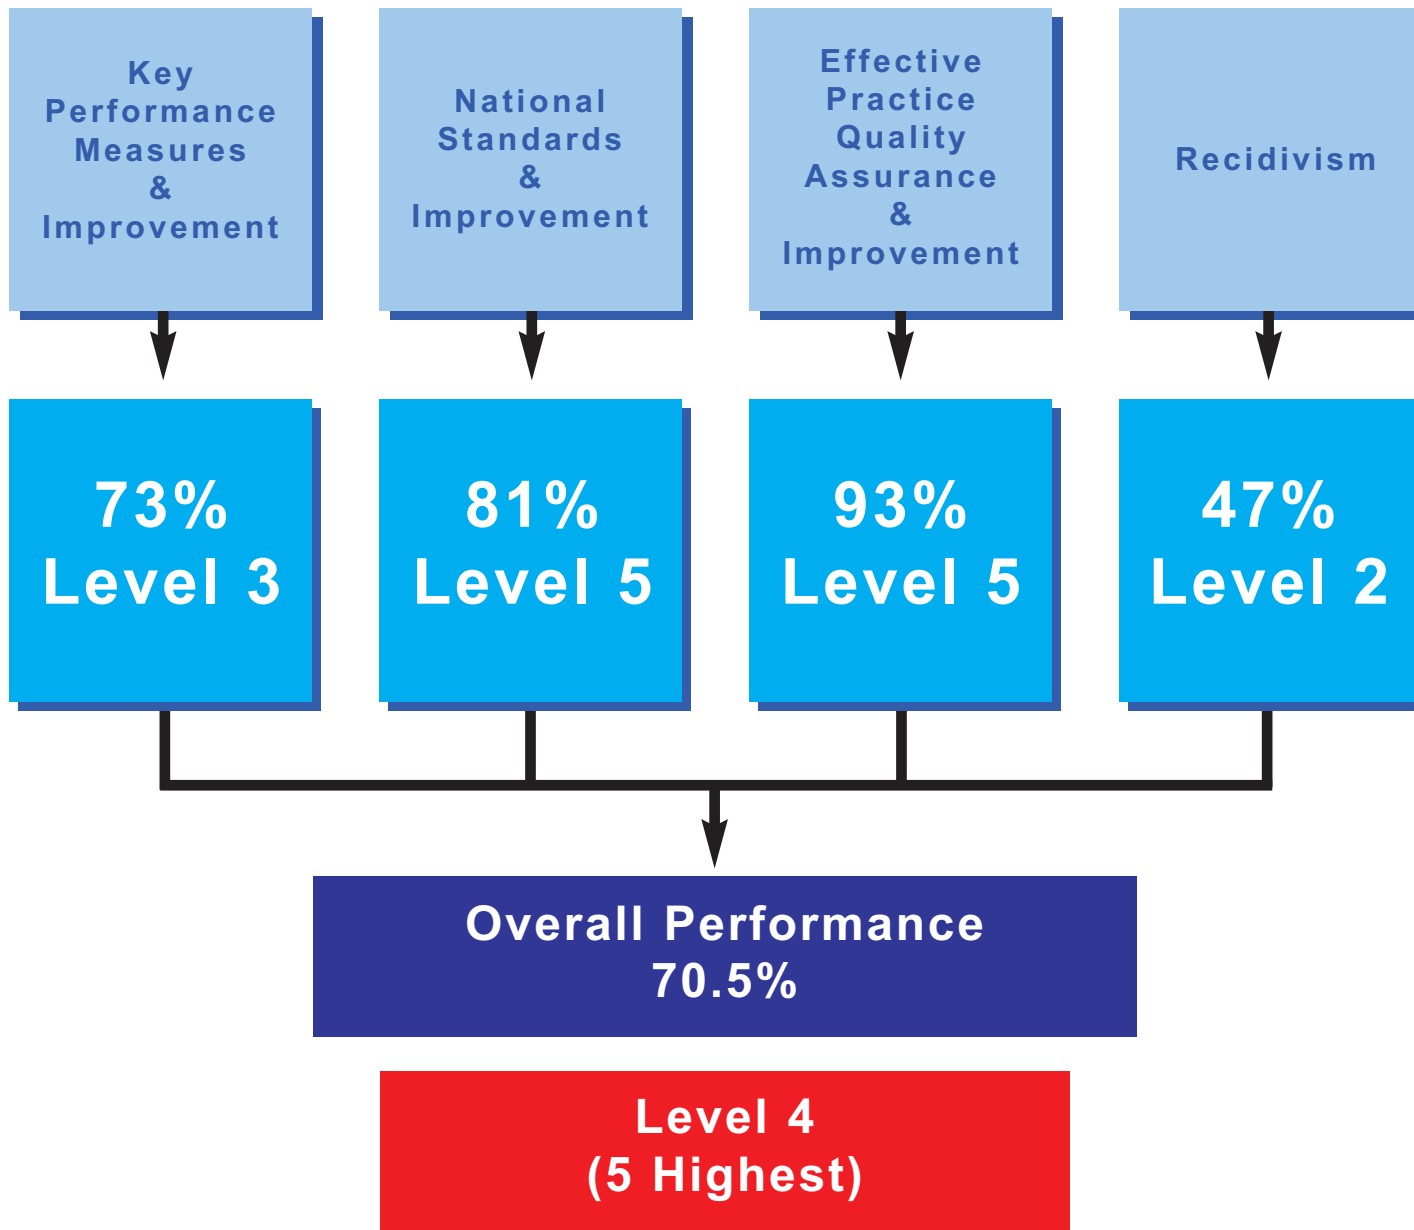 Key
Performance
Measures
&
Improvement
National
Standards
&
Improvement
Effective
Practice
Quality
Assurance
&
Improvement
Recidivism
73%
Level 3
81%
Level 5
93%
Level 5
47%
Level 2
Overall Performance
70.5%
Level 4
(5 Highest)